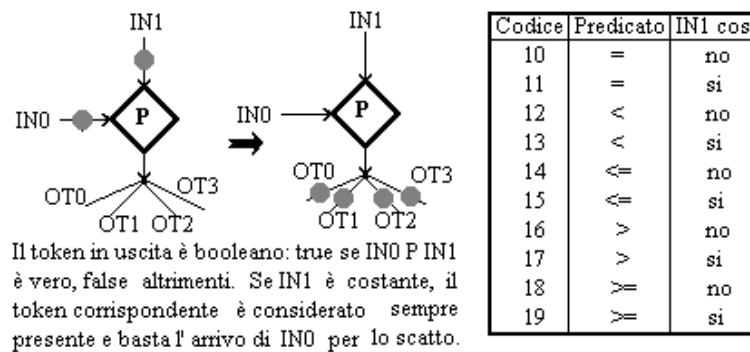 IN1
IN0
P
OT0
OT1
OT2
OT3
IN1
IN0
P
OT0
OT1
OT2
OT3
Il token in uscita è booleano: true se IN0 P IN1
è vero, false altrimenti. Se IN1 è costante, il
token corrispondente è considerato sempre
presente e basta l' arrivo di IN0 per lo scatto.
Codice Predicato IN1 cos
10 = no
11 = si
12 < no
13 < si
14 <= no
15 <= si
16 > no
17 > si
18 >= no
19 >= si